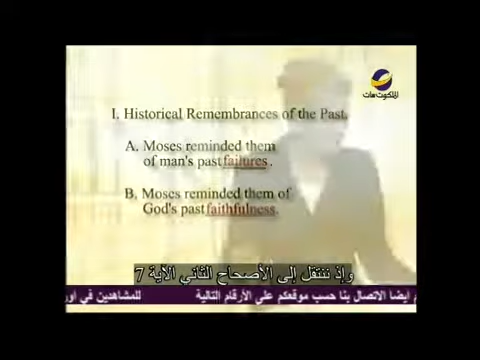 الملكوت سات
I. Historical Remembrances of the Past.
A. Moses reminded them
of man's past failures.
B. Moses reminded them of
God's past faithfulness.
وإذ ننتقل إلى الأصحاح الثاني الآية 7
م ايضا الاتصال بنا حسب موقعكم على الأرقام التالية للمشاهدين في اور